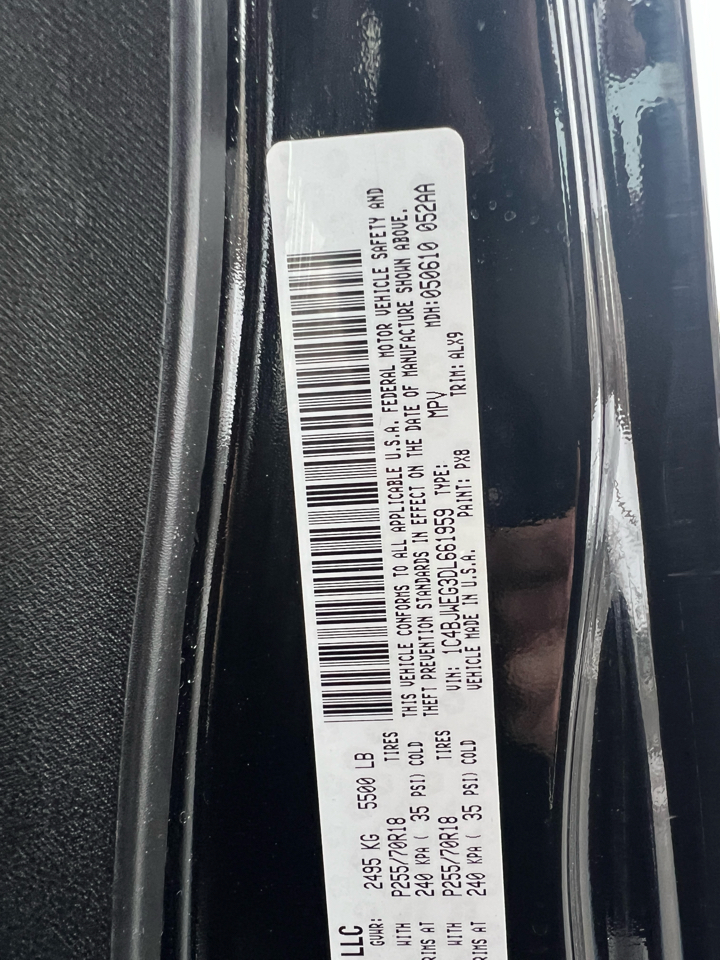 LLC
GVWR: 2495 KG 5500 LB
WITH P255/70R18 TIRES
RIMS AT 240 KPA ( 35 PSI) COLD
WITH P255/70R18 TIRES
RIMS AT 240 KPA ( 35 PSI) COLD
THIS VEHICLE CONFORMS TO ALL APPLICABLE U.S.A. FEDERAL MOTOR VEHICLE SAFETY AND
THEFT PREVENTION STANDARDS IN EFFECT ON THE DATE OF MANUFACTURE SHOWN ABOVE.
VIN: 1C4BJWEG3DL661959 TYPE: MPV MDH:050610 052AA
VEHICLE MADE IN U.S.A. PAINT: PX8 TRIM:ALX9